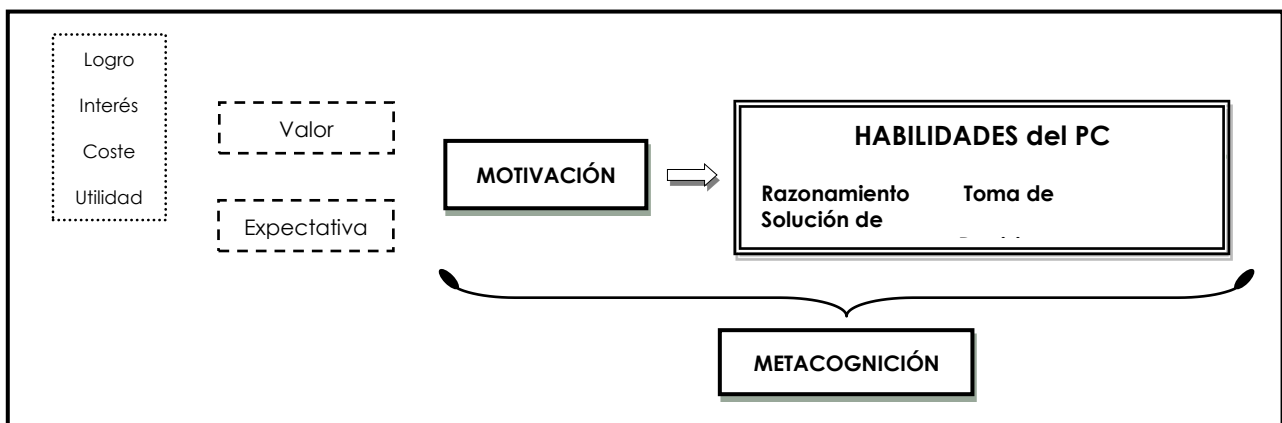 Logro
Interés
Coste
Utilidad
Valor
Expectativa
MOTIVACIÓN
HABILIDADES del PC
Razonamiento Toma de
Solución de
METACOGNICIÓN